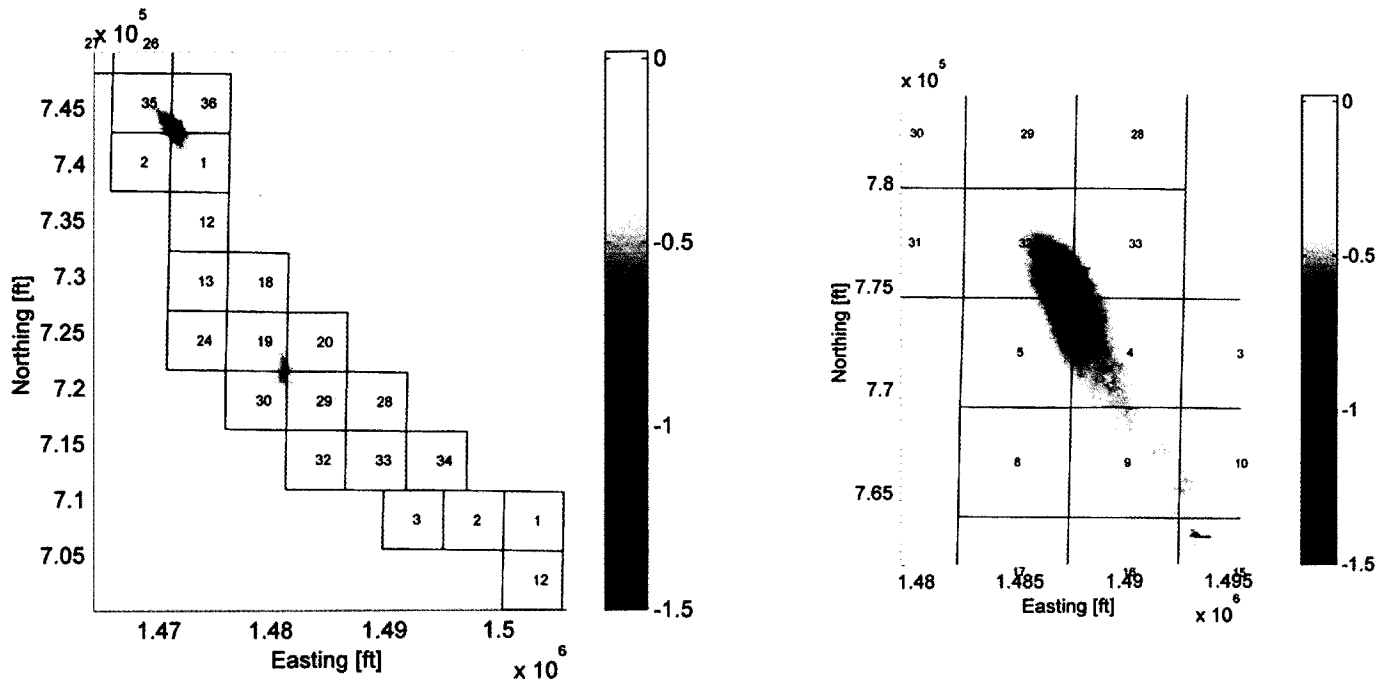 x 10 5
27 26
0
7.45
35 36
7.4
2 1
7.35
12
7.3
13 18
-0.5
7.25
24 19 20
7.2
30 29 28
-1
7.15
32 33 34
7.1
3 2 1
7.05
12
-1.5
1.47 1.48 1.49 1.5
Easting [ft]
x 10 6
Northing [ft]
x 10 5
0
30 29 28
7.8
31 32 33
-0.5
7.75
5 4 3
7.7
-1
8 9 10
7.65
-1.5
17 16 15
1.48 1.485 1.49 1.495
Easting [ft]
x 10 6
Northing [ft]